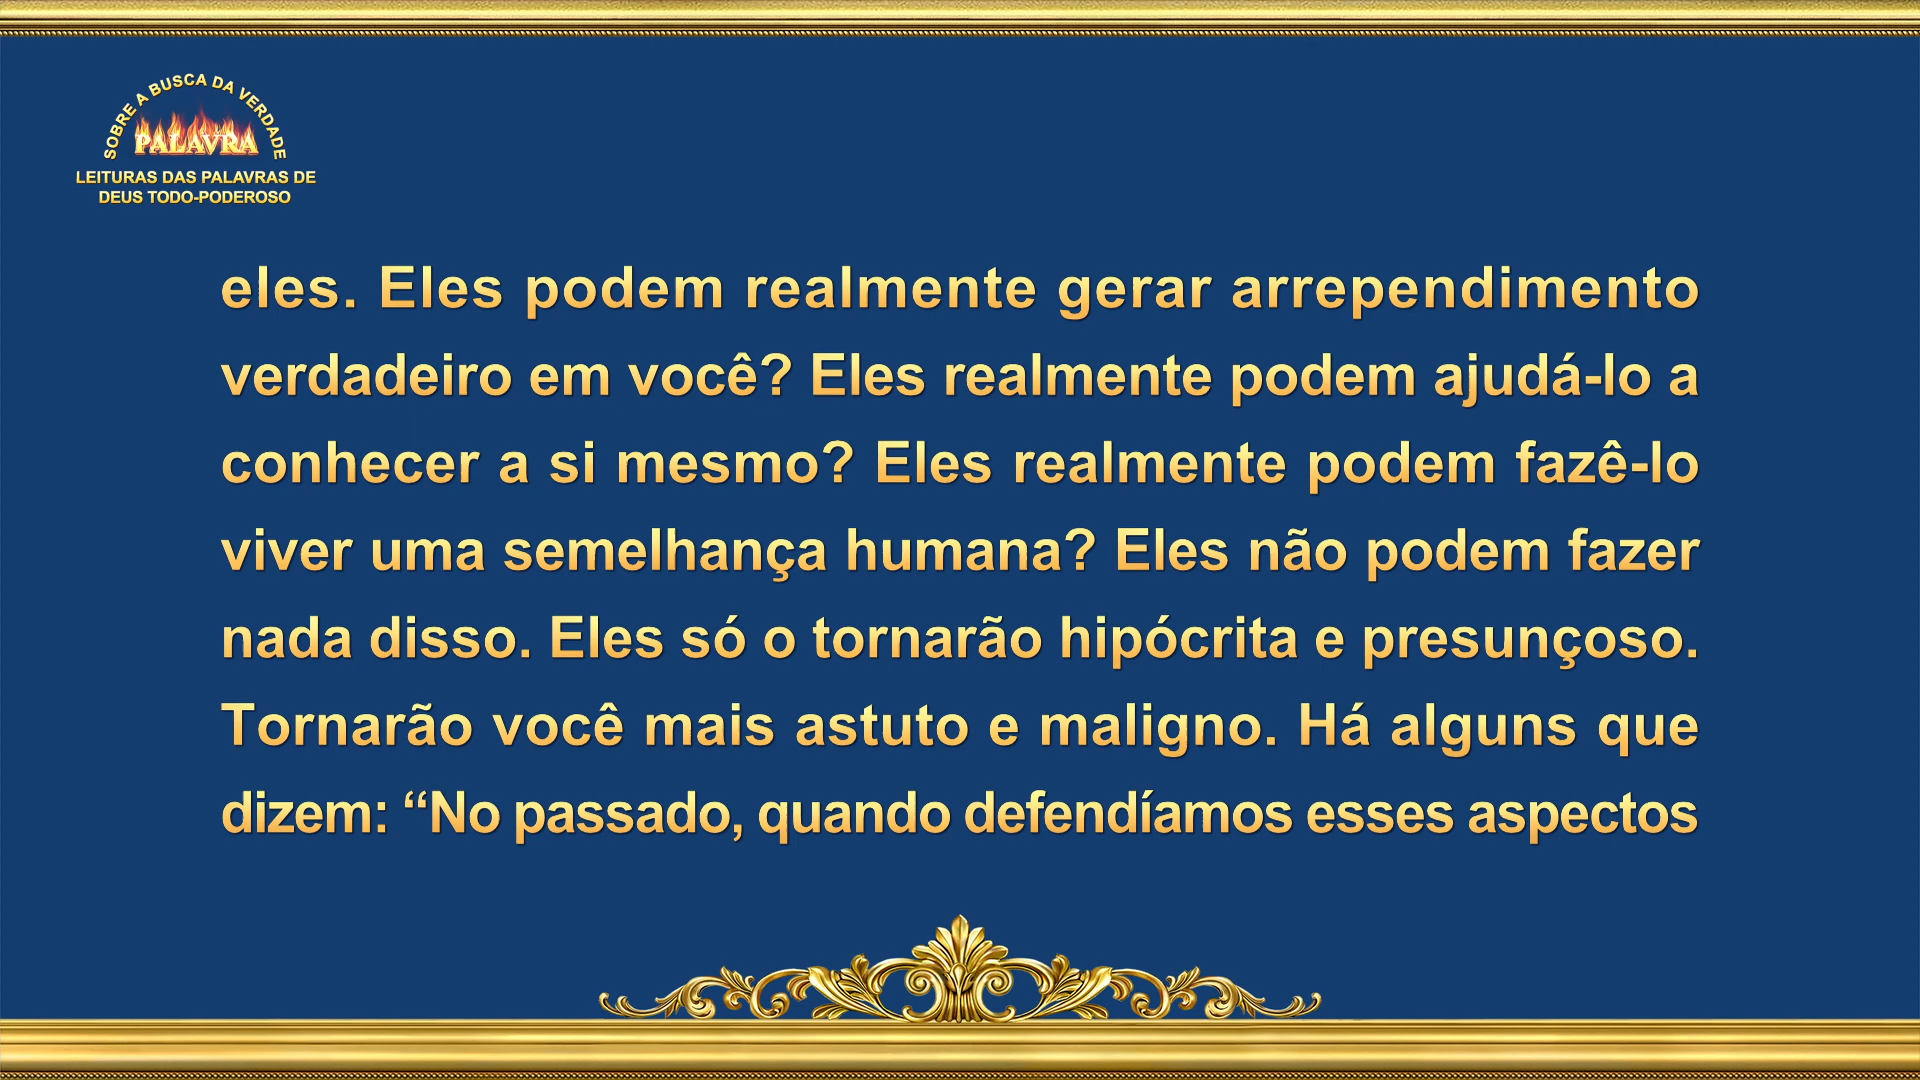 SOBRE A BUSCA DA VERDADE
PALAVRA
LEITURAS DAS PALAVRAS DE
DEUS TODO-PODEROSO
eles. Eles podem realmente gerar arrependimento
verdadeiro em você? Eles realmente podem ajudá-lo a
conhecer a si mesmo? Eles realmente podem fazê-lo
viver uma semelhança humana? Eles não podem fazer
nada disso. Eles só o tornarão hipócrita e presunçoso.
Tornarão você mais astuto e maligno. Há alguns que
dizem: “No passado, quando defendíamos esses aspectos